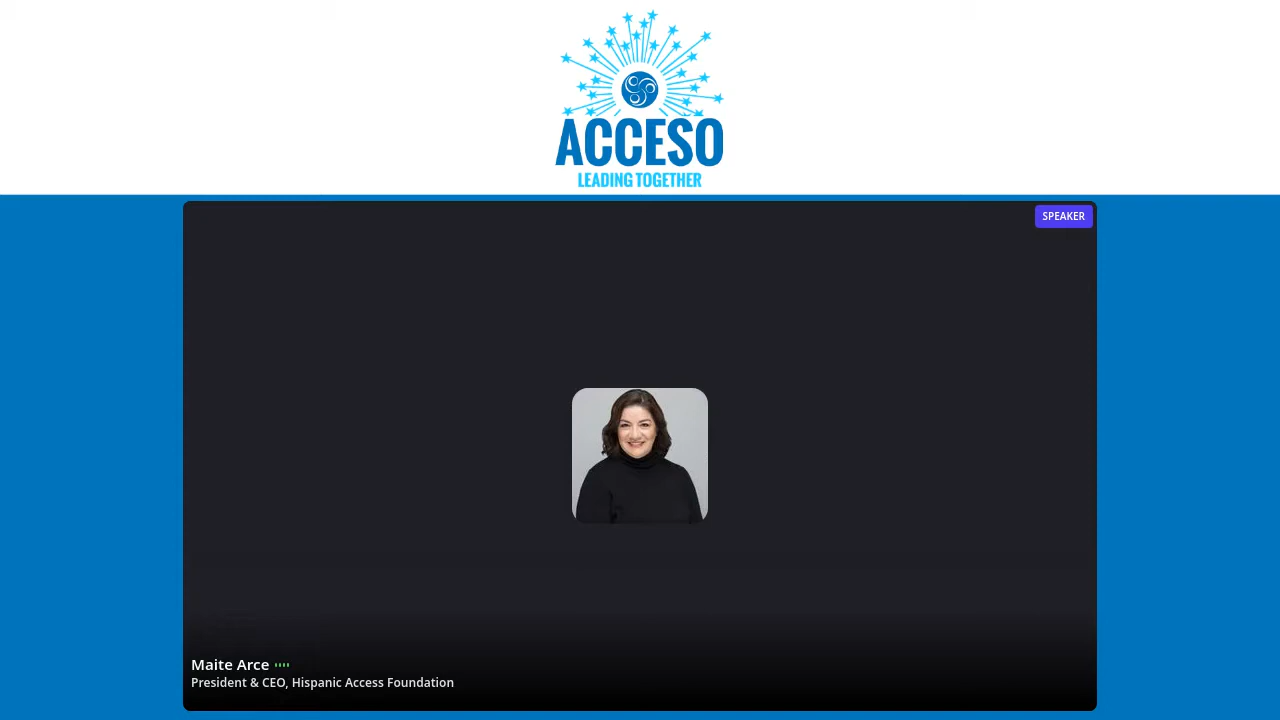 ACCESO
LEADING TOGETHER
SPEAKER
Maite Arce
President & CEO, Hispanic Access Foundation